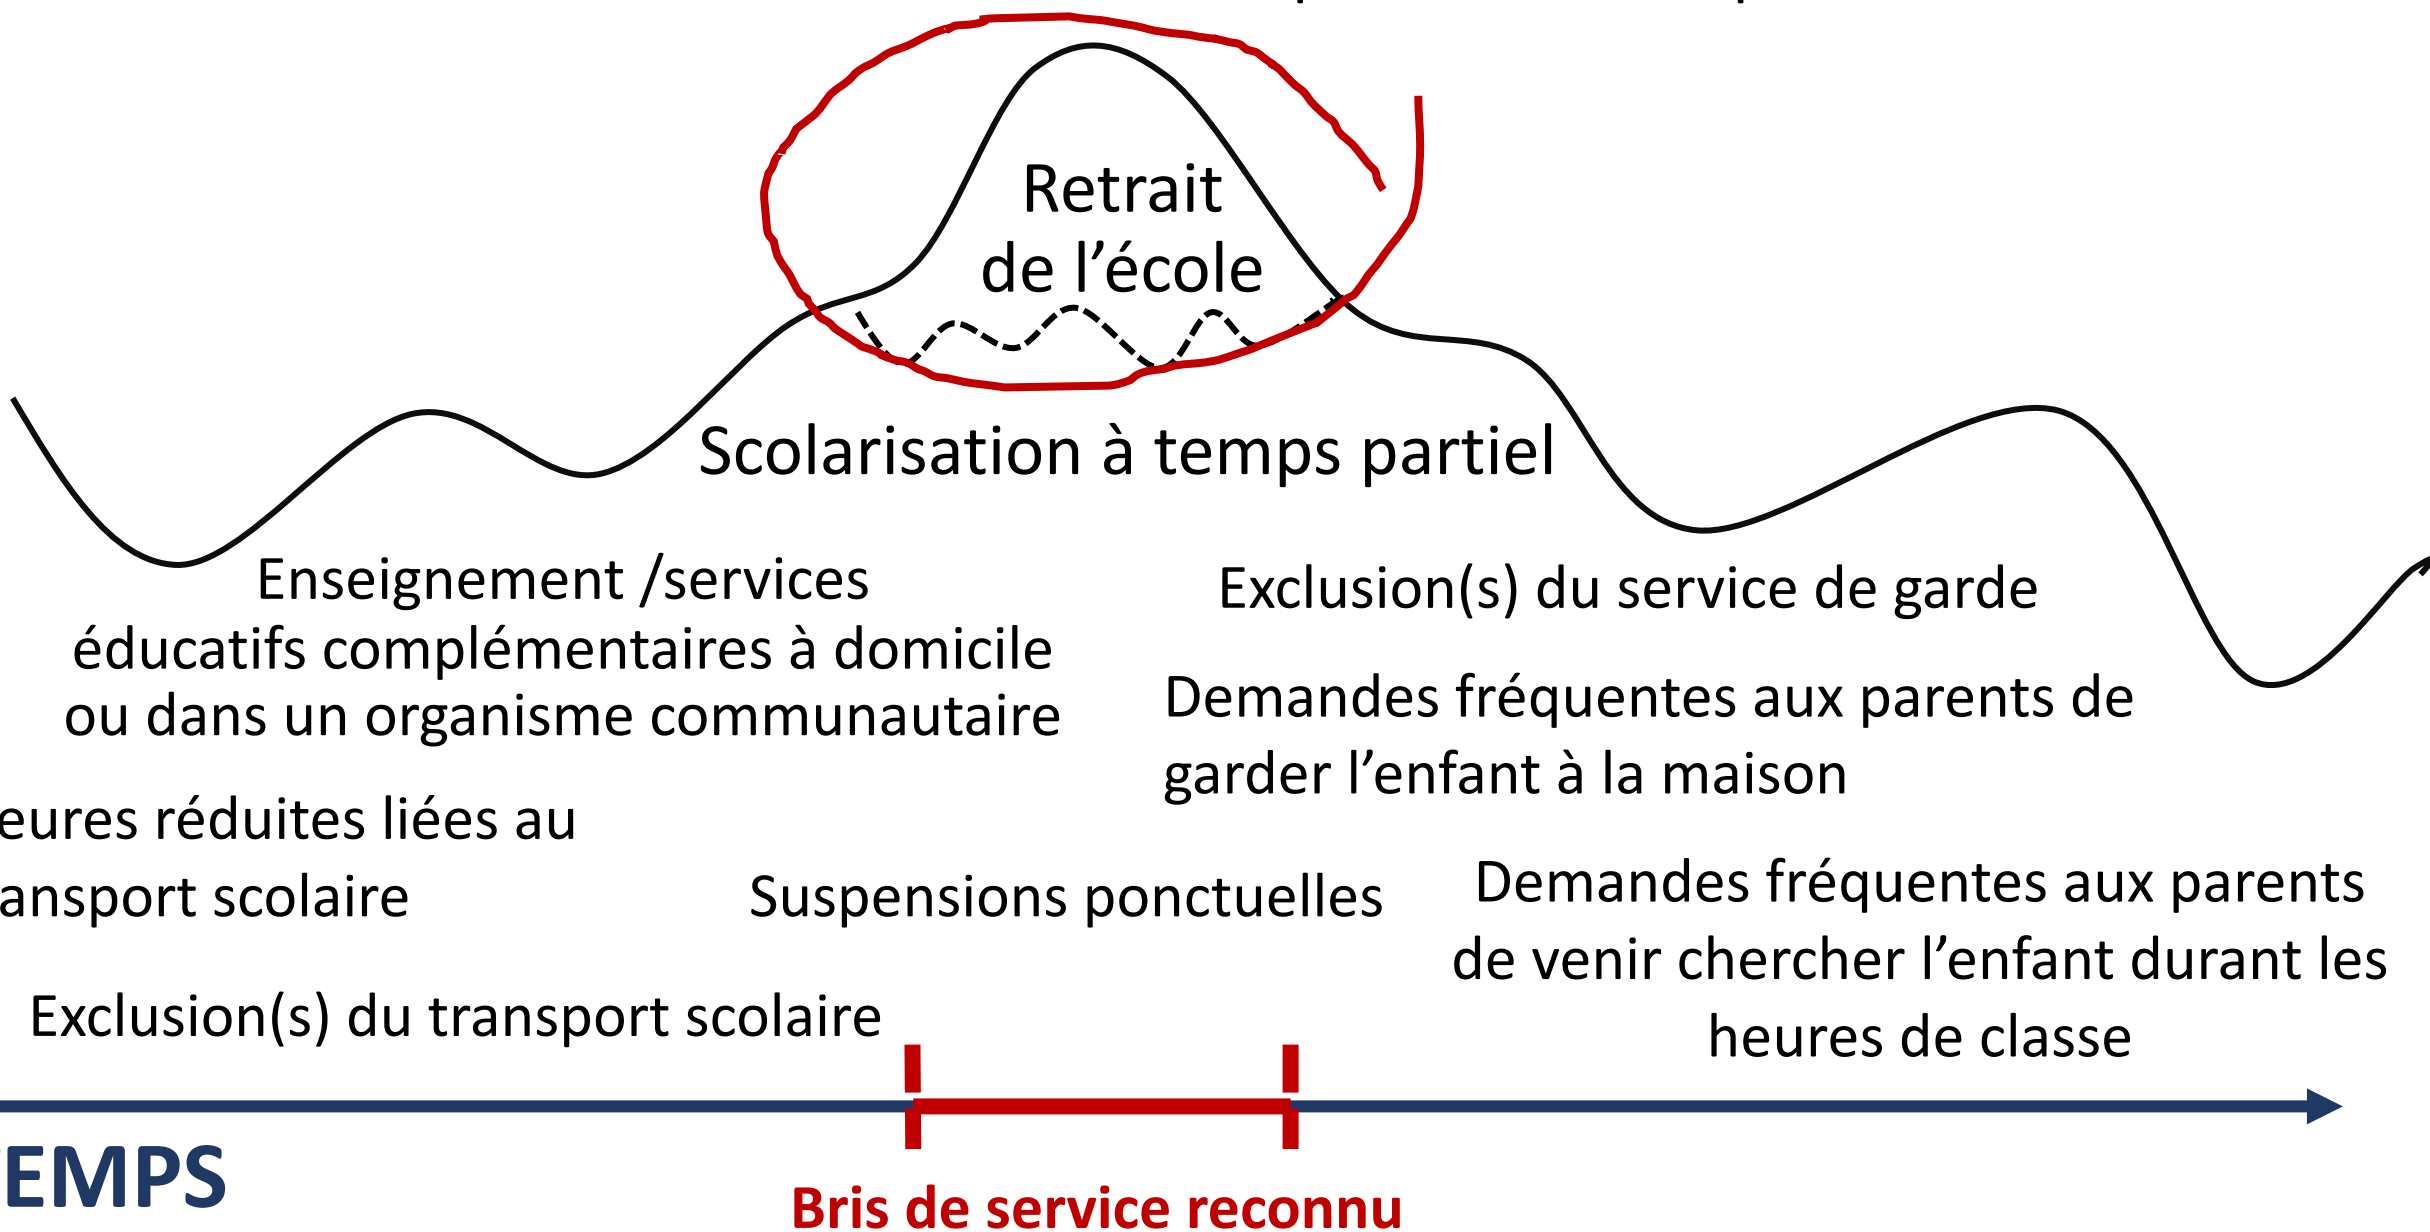 Retrait
de l’école
Scolarisation à temps partiel
Enseignement /services
éducatifs complémentaires à domicile
ou dans un organisme communautaire
Exclusion(s) du service de garde
Demandes fréquentes aux parents de
garder l’enfant à la maison
eures réduites liées au
ansport scolaire
Suspensions ponctuelles
Demandes fréquentes aux parents
de venir chercher l’enfant durant les
heures de classe
Exclusion(s) du transport scolaire
EMPS
Bris de service reconnu